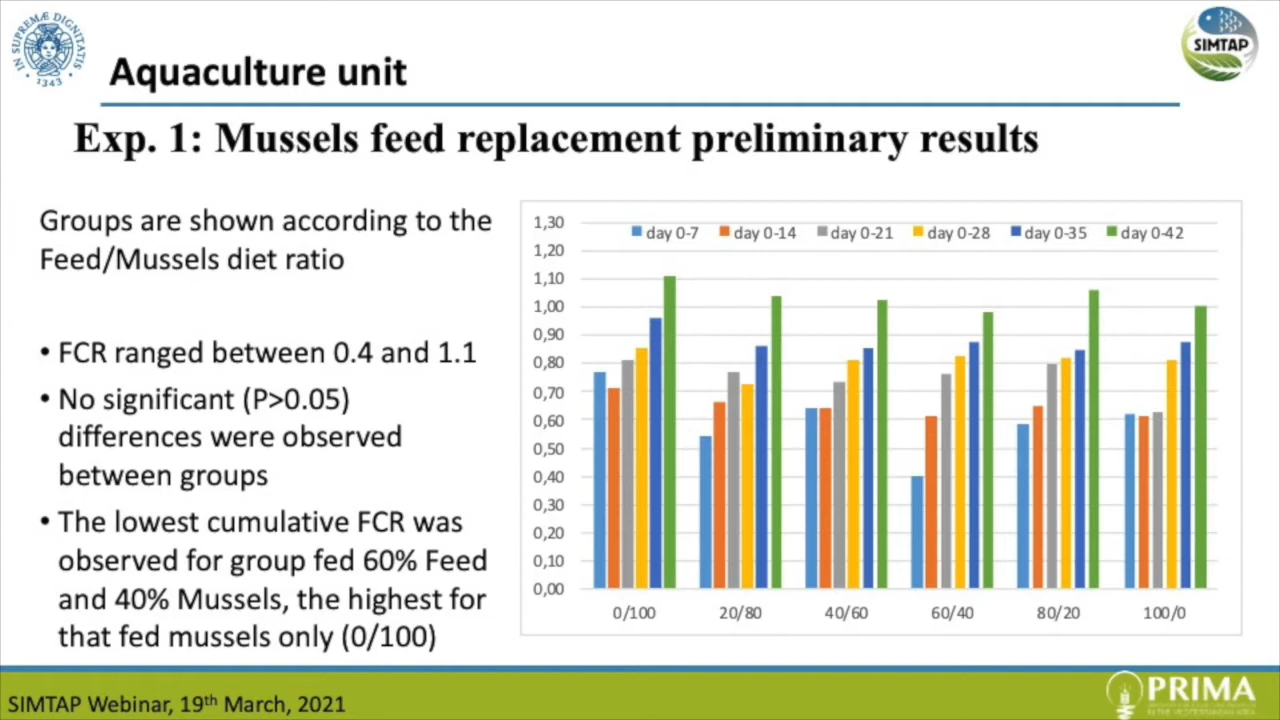 IN SUPREMÆ DIGNITATIS
1343
SIMTAP
Aquaculture unit
Exp. 1: Mussels feed replacement preliminary results
Groups are shown according to the
Feed/Mussels diet ratio
• FCR ranged between 0.4 and 1.1
• No significant (P>0.05)
differences were observed
between groups
• The lowest cumulative FCR was
observed for group fed 60% Feed
and 40% Mussels, the highest for
that fed mussels only (0/100)
day 0-7 day 0-14 day 0-21 day 0-28 day 0-35 day 0-42
1,30
1,20
1,10
1,00
0,90
0,80
0,70
0,60
0,50
0,40
0,30
0,20
0,10
0,00
0/100 20/80 40/60 60/40 80/20 100/0
SIMTAP Webinar, 19th March, 2021
PRIMA
IN THE MEDITERRANEAN AREA